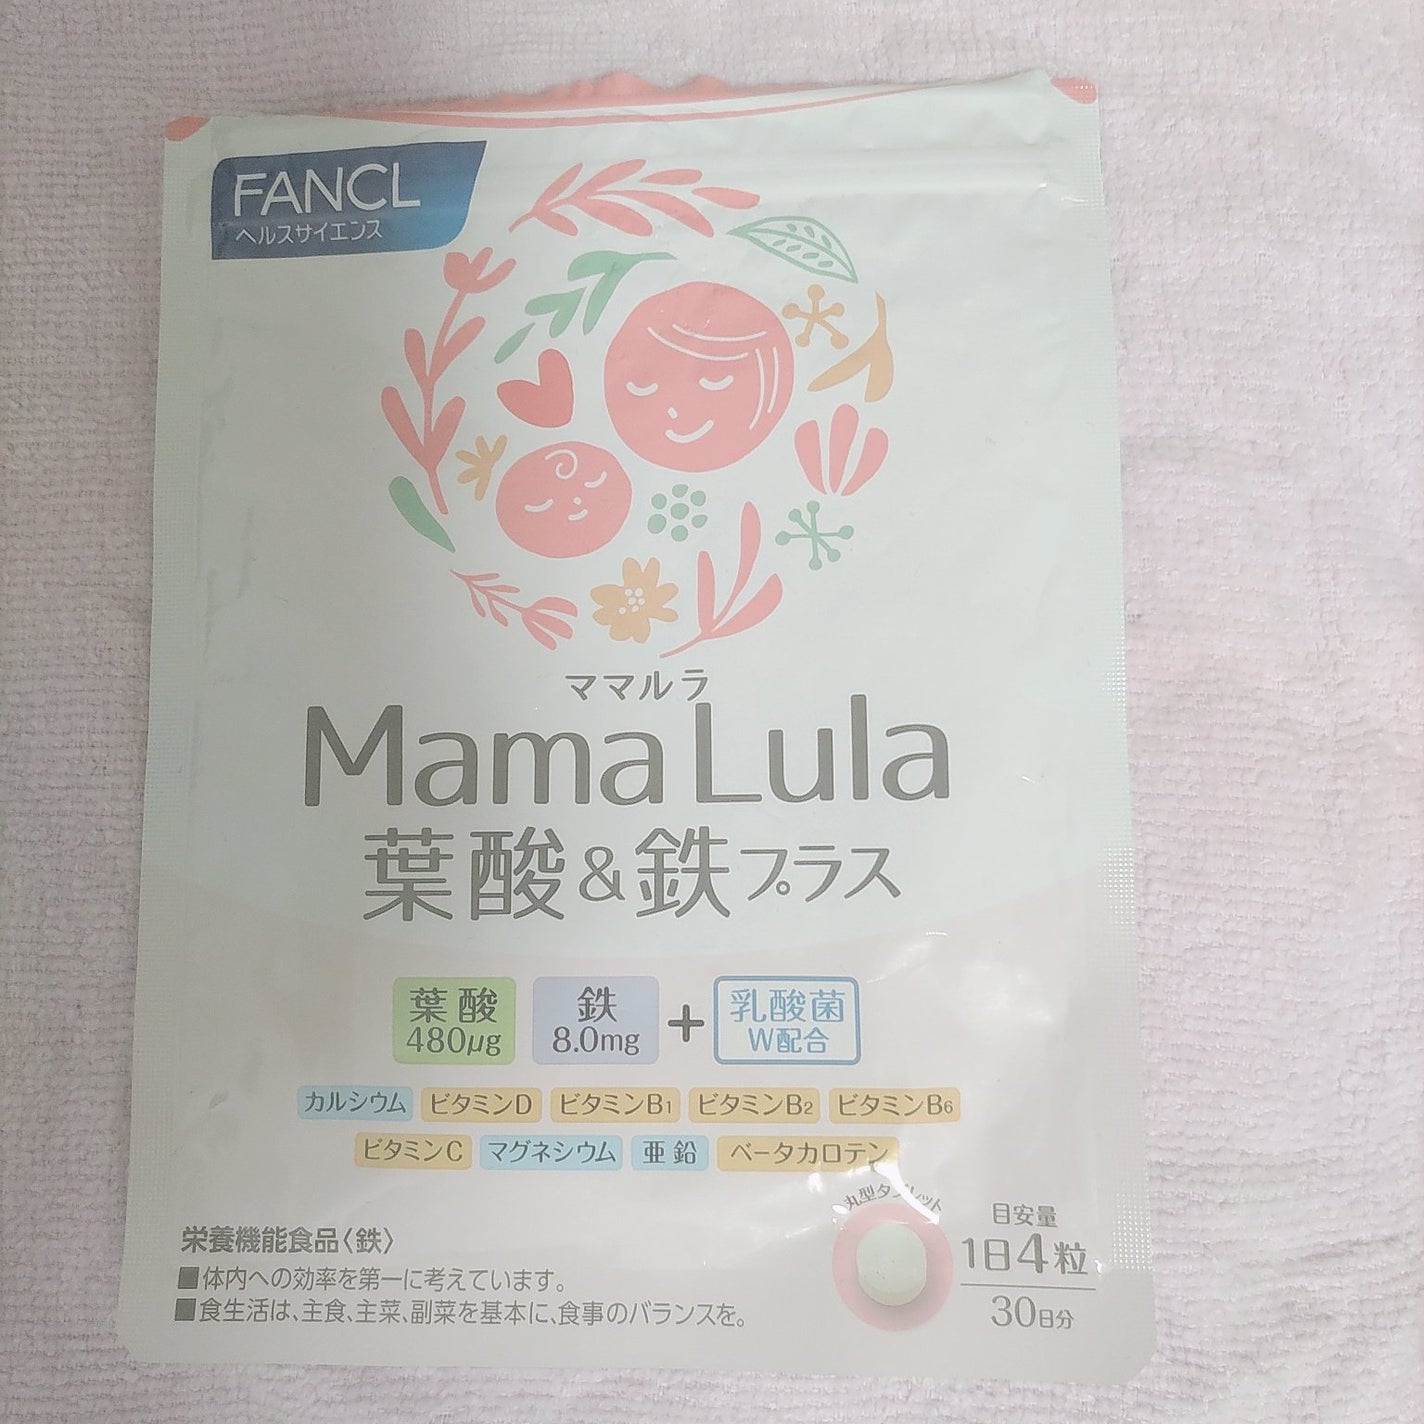 FANCL
ヘルスサイエンス
ママルラ
Mama Lula
葉酸&鉄プラス
葉酸 480μg 鉄 8.0mg + 乳酸菌 W配合
カルシウム ビタミンD ビタミンB1 ビタミンB2 ビタミンB6
ビタミンC マグネシウム 亜鉛 ベータカロテン
丸型タブレット
目安量
1日4粒
30日分
栄養機能食品〈鉄〉
■体内への効率を第一に考えています。
■食生活は、主食、主菜、副菜を基本に、食事のバランスを。